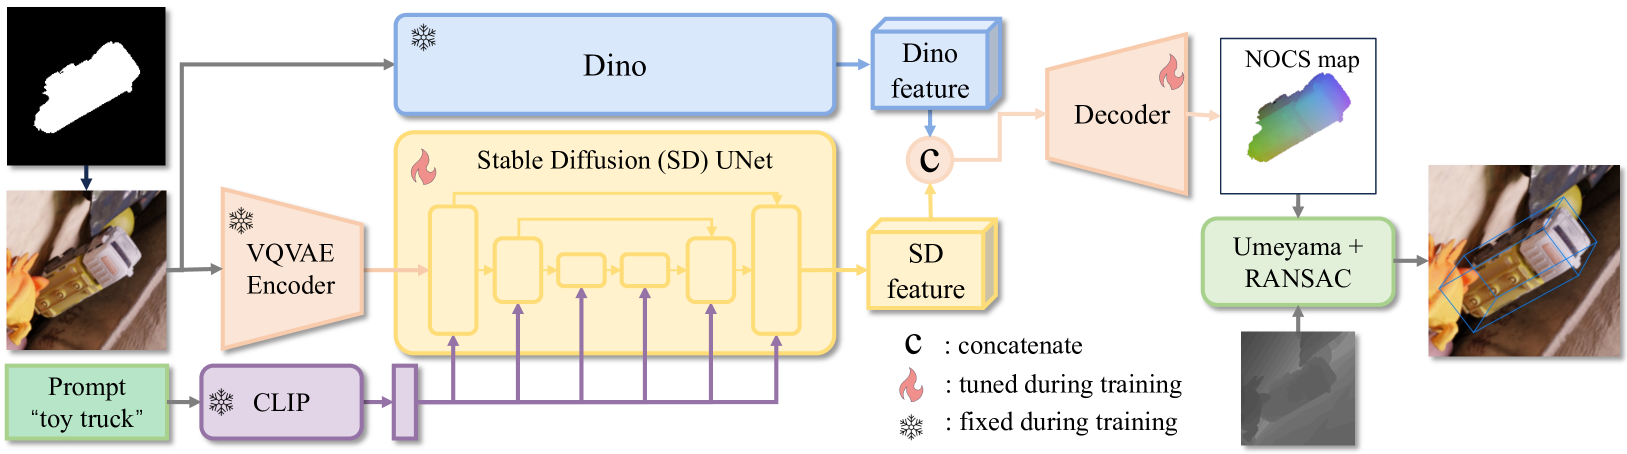 Dino
Dino
feature
NOCS map
Decoder
Stable Diffusion (SD) UNet
C
VQVAE
Encoder
SD
feature
Umeyama +
RANSAC
Prompt
“toy truck”
CLIP
C : concatenate
: tuned during training
: fixed during training